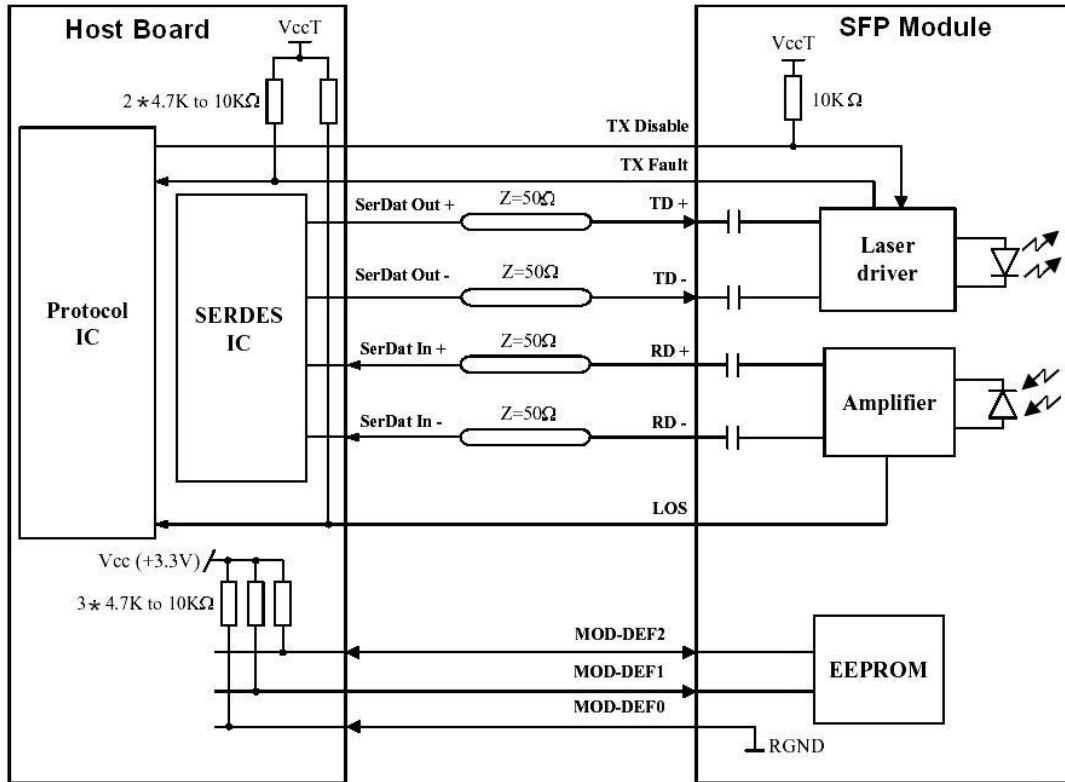 Host Board
SFP Module
VccT
VccT
2∗4.7K to 10KΩ
10KΩ
TX Disable
TX Fault
SerDat Out +
Z=50Ω
TD +
Laser
driver
SerDat Out -
Z=50Ω
TD -
Protocol
IC
SERDES
IC
SerDat In +
Z=50Ω
RD +
Amplifier
SerDat In -
Z=50Ω
RD -
LOS
Vcc (+3.3V)
3∗4.7K to 10KΩ
MOD-DEF2
EEPROM
MOD-DEF1
MOD-DEF0
RGND